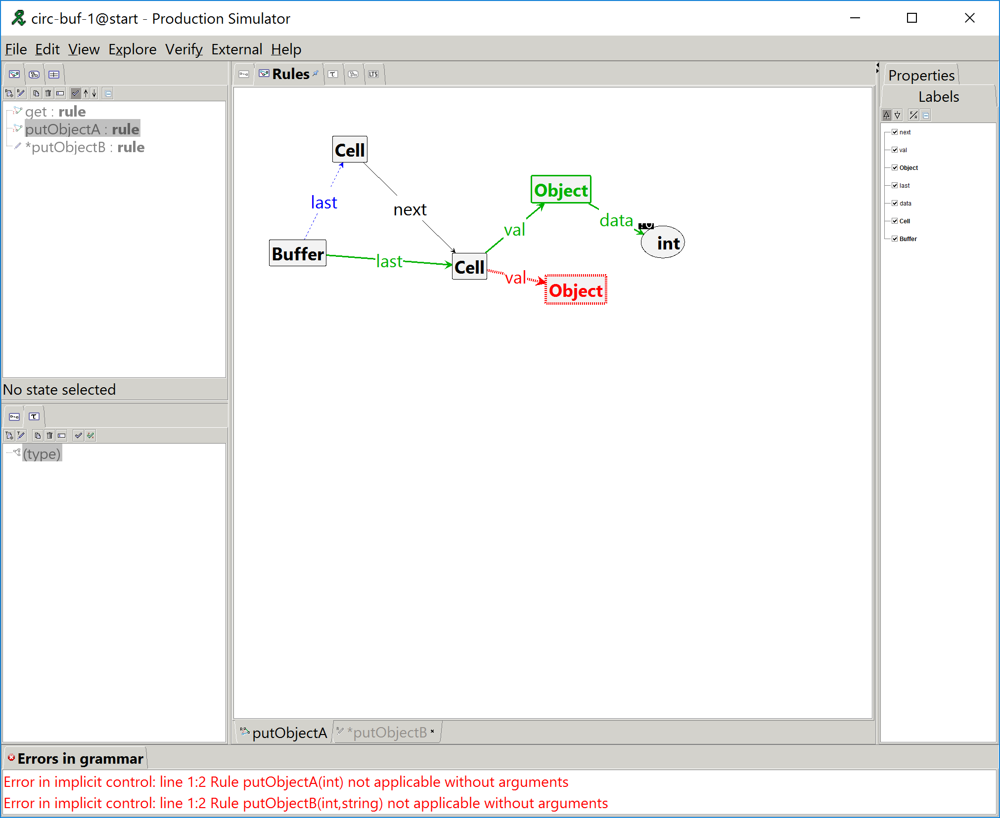 circ-buf-1@start - Production Simulator
File Edit View Explore Verify External Help
get : rule
putObjectA : rule
*putObjectB : rule
No state selected
(type)
Rules
LTS
Cell
last
next
Buffer
last
Cell
val
Object
data
int
val
Object
putObjectA
*putObjectB
Properties
Labels
next
val
Object
last
data
Cell
Buffer
Errors in grammar
Error in implicit control: line 1:2 Rule putObjectA(int) not applicable without arguments
Error in implicit control: line 1:2 Rule putObjectB(int,string) not applicable without arguments